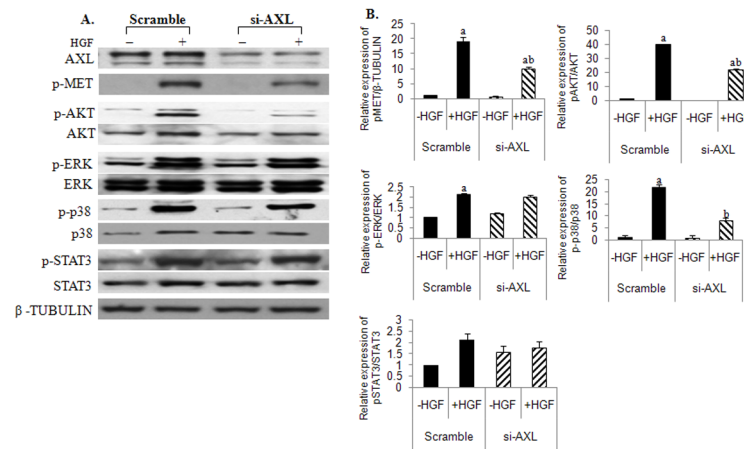 A.
Scramble si-AXL
HGF − + − +
AXL
p-MET
p-AKT
AKT
p-ERK
ERK
p-p38
p38
p-STAT3
STAT3
β-TUBULIN
B.
Relative expression of
pMET/β-TUBULIN
25
20
15
10
5
0
a
ab
-HGF +HGF -HGF +HGF
Scramble si-AXL
Relative expression of
pAKT/AKT
50
40
30
20
10
0
a
ab
-HGF +HGF -HGF +HG
Scramble si-AXL
Relative expression of
p-ERK/ERK
2.5
2
1.5
1
0.5
0
a
-HGF +HGF -HGF +HGF
Scramble si-AXL
Relative expression of
p-p38/p38
25
20
15
10
5
0
a
b
-HGF +HGF -HGF +HGF
Scramble si-AXL
Relative expression of
pSTAT3/STAT3
3
2.5
2
1.5
1
0.5
0
-HGF +HGF -HGF +HGF
Scramble si-AXL